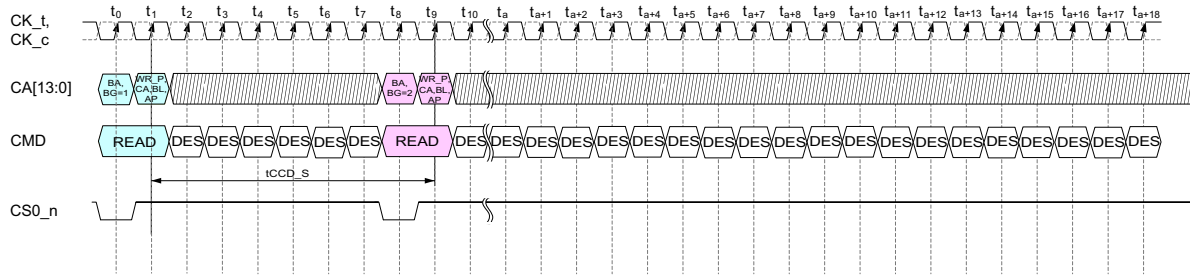 CK_t,
CK_c
t0 t1 t2 t3 t4 t5 t6 t7 t8 t9 t10 ta ta+1 ta+2 ta+3 ta+4 ta+5 ta+6 ta+7 ta+8 ta+9 ta+10 ta+11 ta+12 ta+13 ta+14 ta+15 ta+16 ta+17 ta+18
CA[13:0]
BA,
BG=1
WR_P,
CA,BL,
AP
BA,
BG=2
WR_P,
CA,BL,
AP
CMD
READ DES DES DES DES DES DES READ DES DES DES DES DES DES DES DES DES DES DES DES DES DES DES DES DES DES DES
tCCD_S
CS0_n